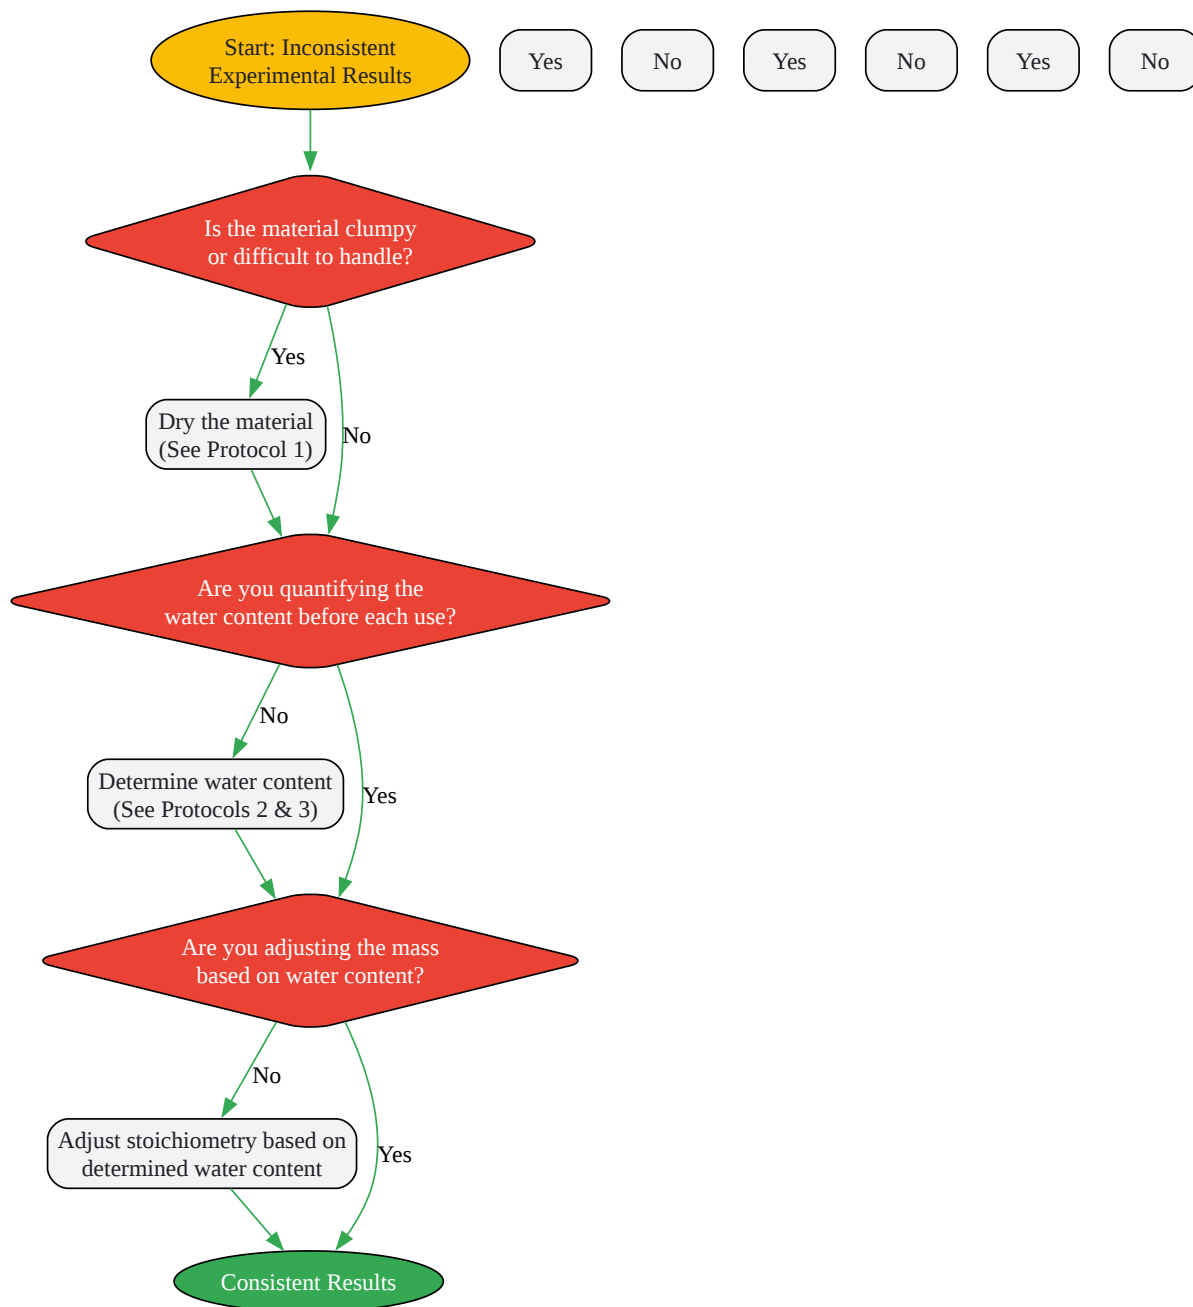 Start: Inconsistent
Experimental Results
Yes
No
Yes
No
Yes
No
Is the material clumpy
or difficult to handle?
Yes
Dry the material
(See Protocol 1)
No
Are you quantifying the
water content before each use?
No
Determine water content
(See Protocols 2 & 3)
Yes
Are you adjusting the mass
based on water content?
No
Adjust stoichiometry based on
determined water content
Yes
Consistent Results